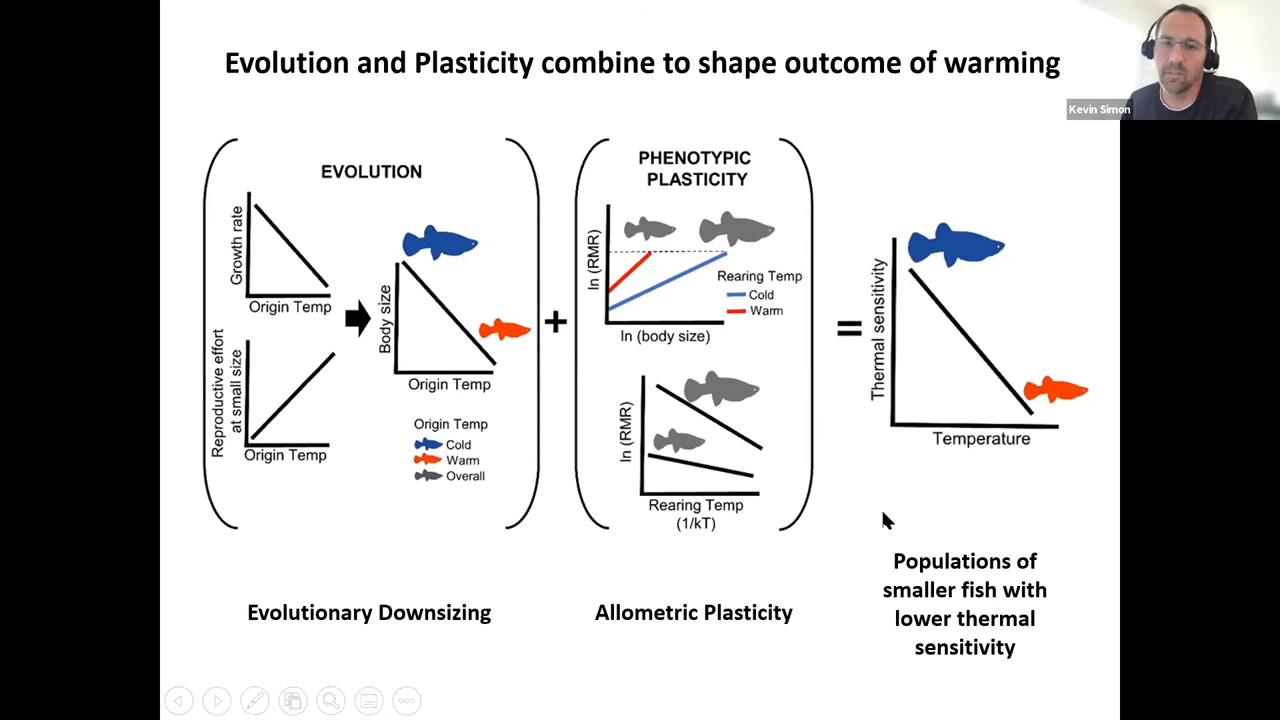 Evolution and Plasticity combine to shape outcome of warming
Kevin Simon
EVOLUTION
Growth rate
Origin Temp
Reproductive effort
at small size
Origin Temp
Body size
Origin Temp
Origin Temp
Cold
Warm
Overall
+
PHENOTYPIC
PLASTICITY
ln (RMR)
ln (body size)
Rearing Temp
Cold
Warm
ln (RMR)
Rearing Temp
(1/kT)
=
Thermal sensitivity
Temperature
Evolutionary Downsizing
Allometric Plasticity
Populations of
smaller fish with
lower thermal
sensitivity